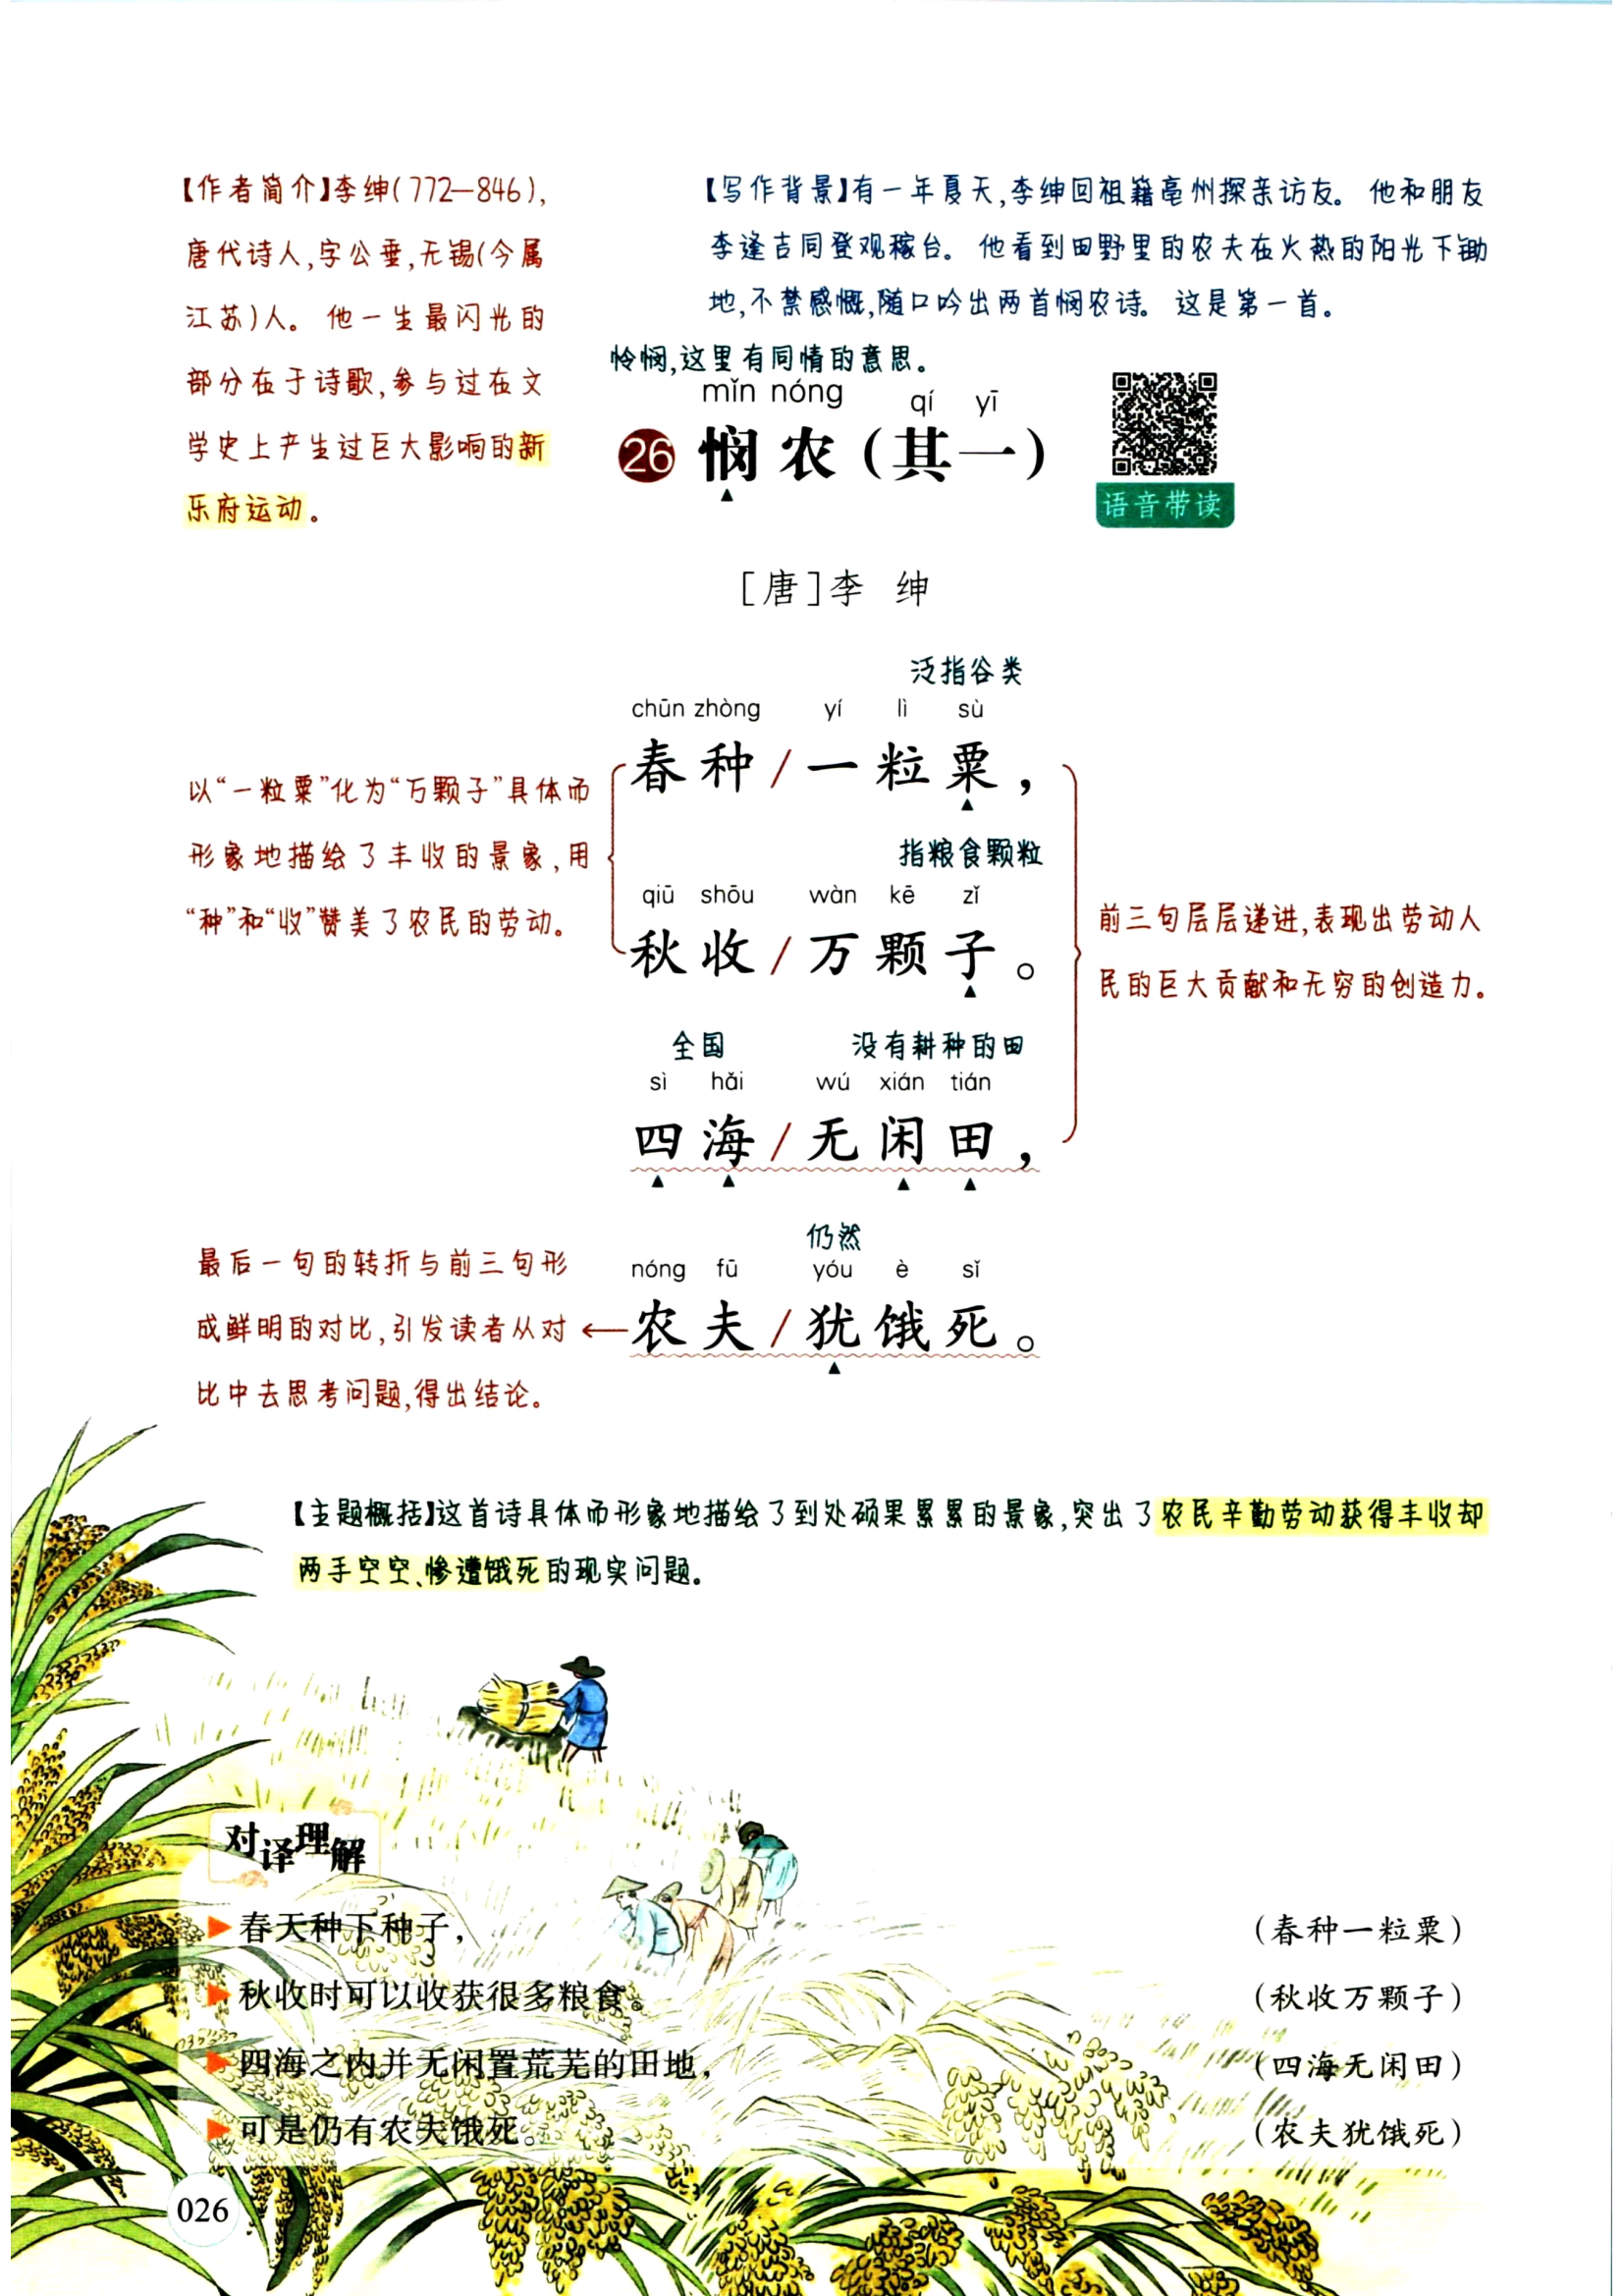 【作者简介】李绅(772—846),
唐代诗人,字公垂,无锡(今属
江苏)人。他一生最闪光的
部分在于诗歌,参与过在文
学史上产生过巨大影响的新
乐府运动。
【写作背景】有一年夏天,李绅回祖籍亳州探亲访友。他和朋友
李逢吉同登观稼台。他看到田野里的农夫在火热的阳光下锄
地,不禁感慨,随口吟出两首悯农诗。这是第一首。
怜悯,这里有同情的意思。
mǐn nóng qí yī
26 悯农(其一)
语音带读
[唐]李 绅
泛指谷类
chūn zhòng yí lì sù
春种/一粒粟,
指粮食颗粒
qiū shōu wàn kē zǐ
秋收/万颗子。
全国 没有耕种的田
sì hǎi wú xián tián
四海/无闲田,
仍然
nóng fū yóu è sǐ
农夫/犹饿死。
以“一粒粟”化为“万颗子”具体而
形象地描绘了丰收的景象,用
“种”和“收”赞美了农民的劳动。
前三句层层递进,表现出劳动人
民的巨大贡献和无穷的创造力。
最后一句的转折与前三句形
成鲜明的对比,引发读者从对
比中去思考问题,得出结论。
【主题概括】这首诗具体而形象地描绘了到处硕果累累的景象,突出了农民辛勤劳动获得丰收却
两手空空、惨遭饿死的现实问题。
对译理解
春天种下种子, (春种一粒粟)
秋收时可以收获很多粮食。 (秋收万颗子)
四海之内并无闲置荒芜的田地, (四海无闲田)
可是仍有农夫饿死。 (农夫犹饿死)
026